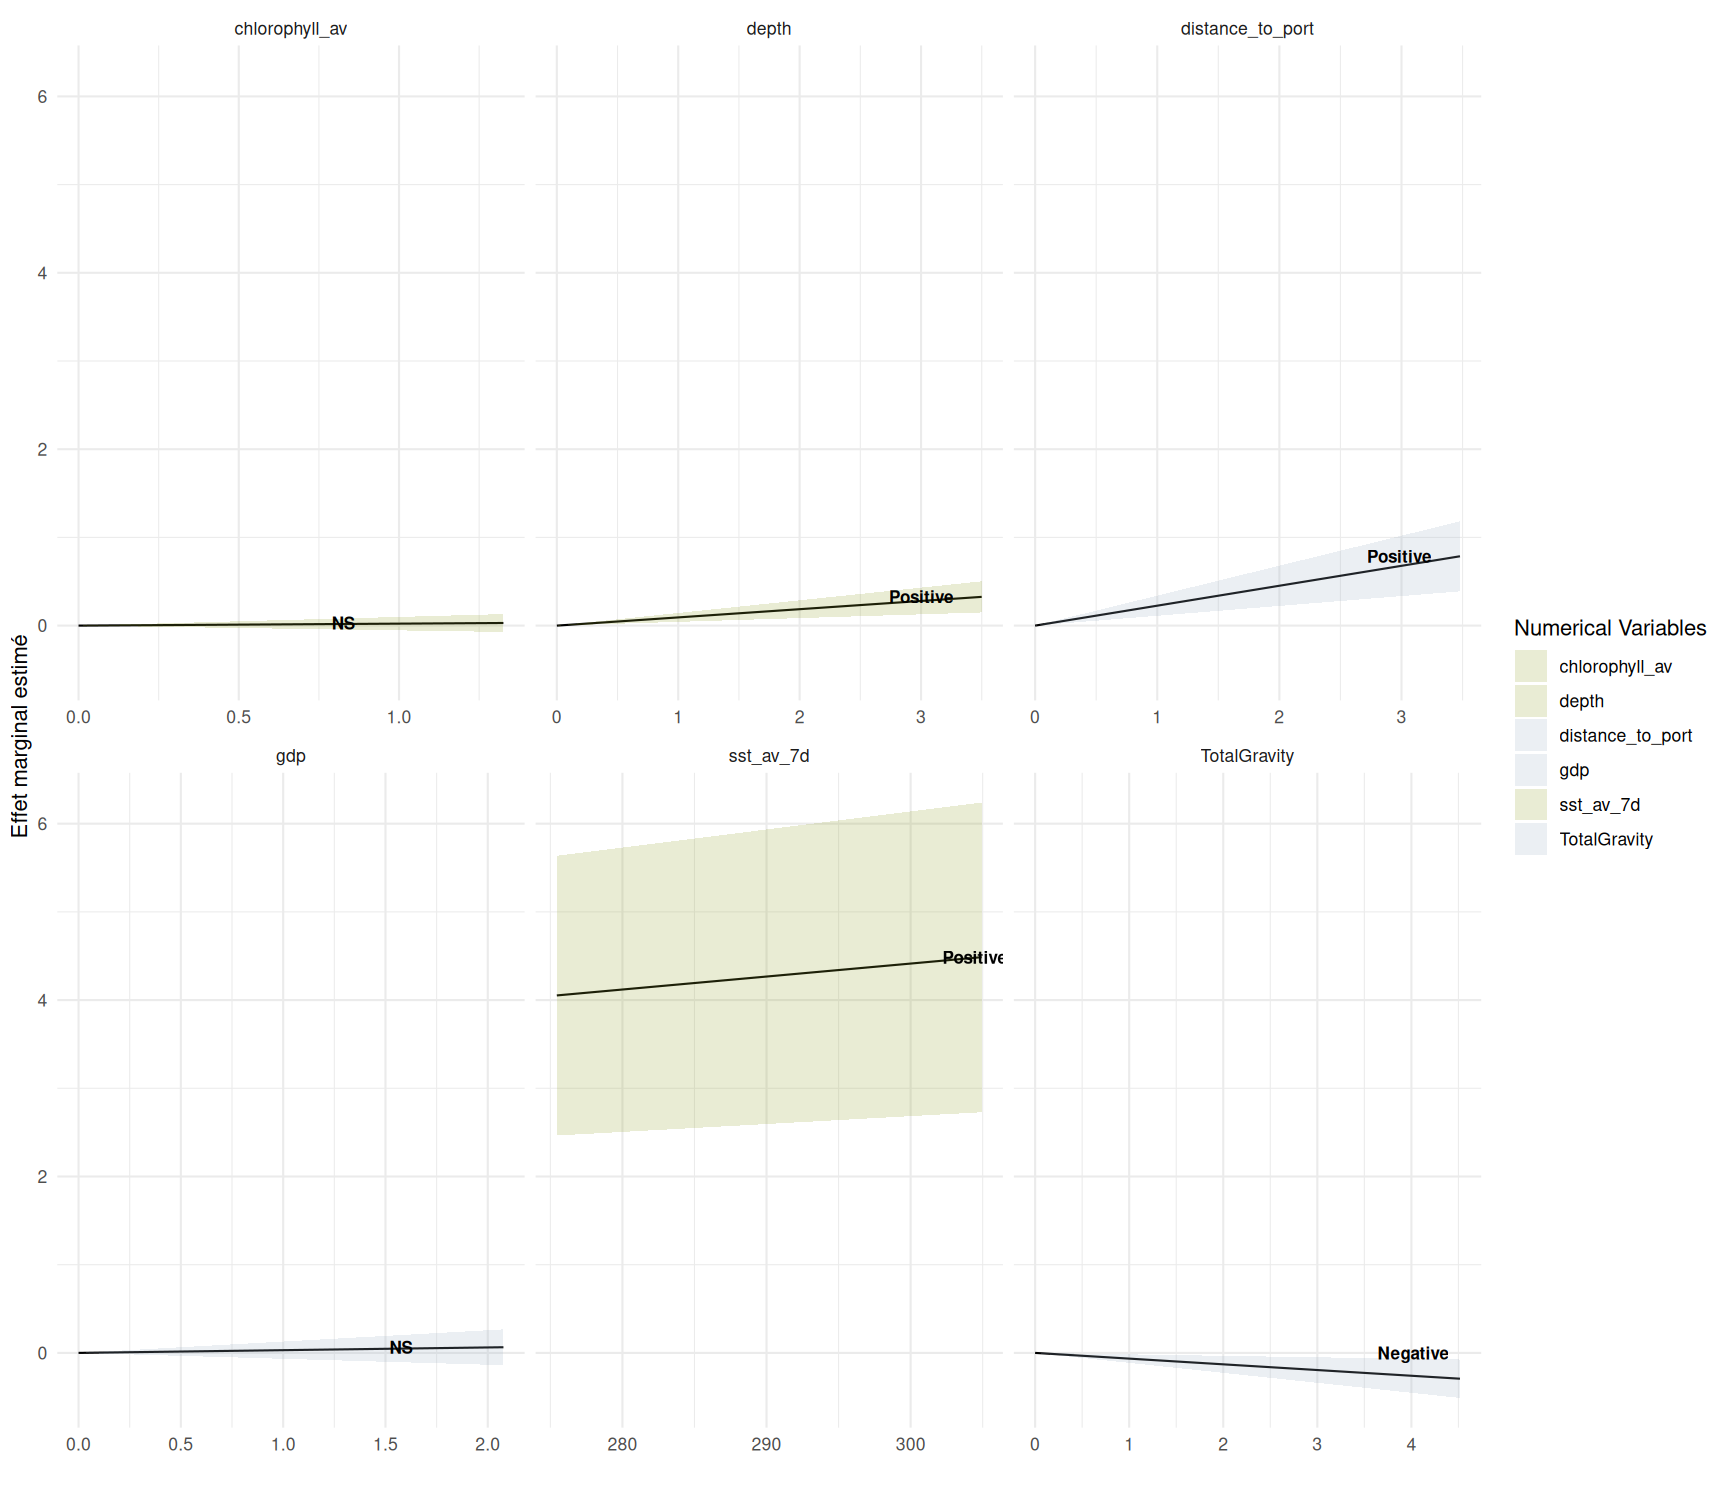 chlorophyll_av depth distance_to_port
6
4
2
0
NS
Positive
Positive
0.0 0.5 1.0
0 1 2 3
0 1 2 3
Effet marginal estimé
gdp sst_av_7d TotalGravity
6
4
2
0
NS
Positive
Negative
0.0 0.5 1.0 1.5 2.0
280 290 300
0 1 2 3 4
Numerical Variables
chlorophyll_av
depth
distance_to_port
gdp
sst_av_7d
TotalGravity